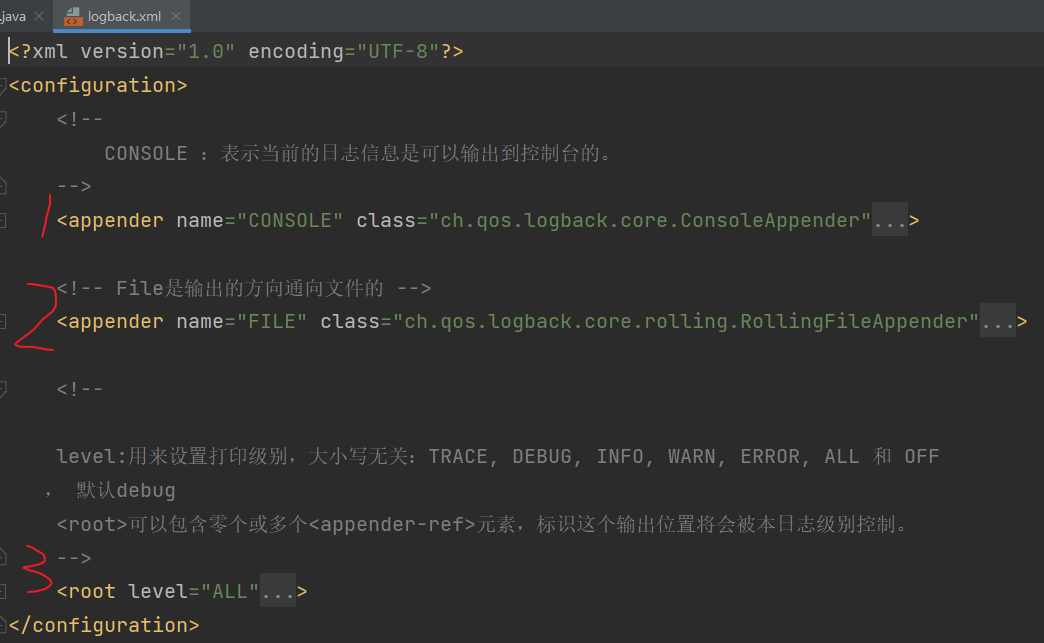 .java
logback.xml
<?xml version="1.0" encoding="UTF-8"?>
<configuration>
<!--
CONSOLE ：表示当前的日志信息是可以输出到控制台的。
-->
1
<appender name="CONSOLE" class="ch.qos.logback.core.ConsoleAppender"...>
<!-- File是输出的方向通向文件的 -->
2
<appender name="FILE" class="ch.qos.logback.core.rolling.RollingFileAppender"...>
<!--
level:用来设置打印级别，大小写无关：TRACE, DEBUG, INFO, WARN, ERROR, ALL 和 OFF
， 默认debug
<root>可以包含零个或多个<appender-ref>元素，标识这个输出位置将会被本日志级别控制。
-->
3
<root level="ALL"...>
</configuration>